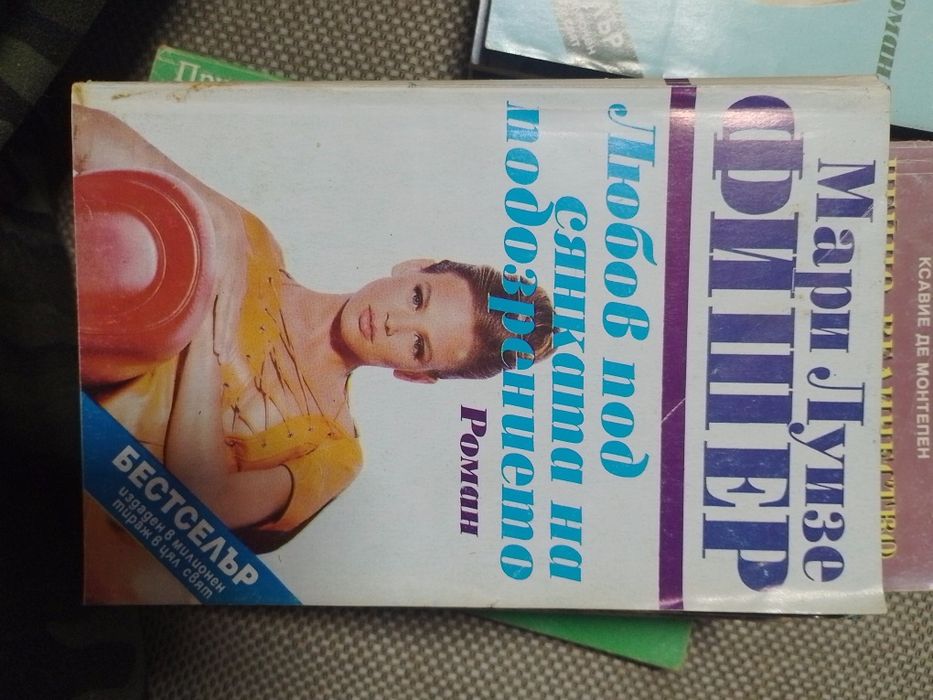 Мари Луизе
ФИШЕР
Любов под
сянката на
подозрението
Роман
БЕСТСЕЛЪР
издаден в милионен
тираж в цял свят
КСАВИЕ ДЕ МОНТЕПЕН